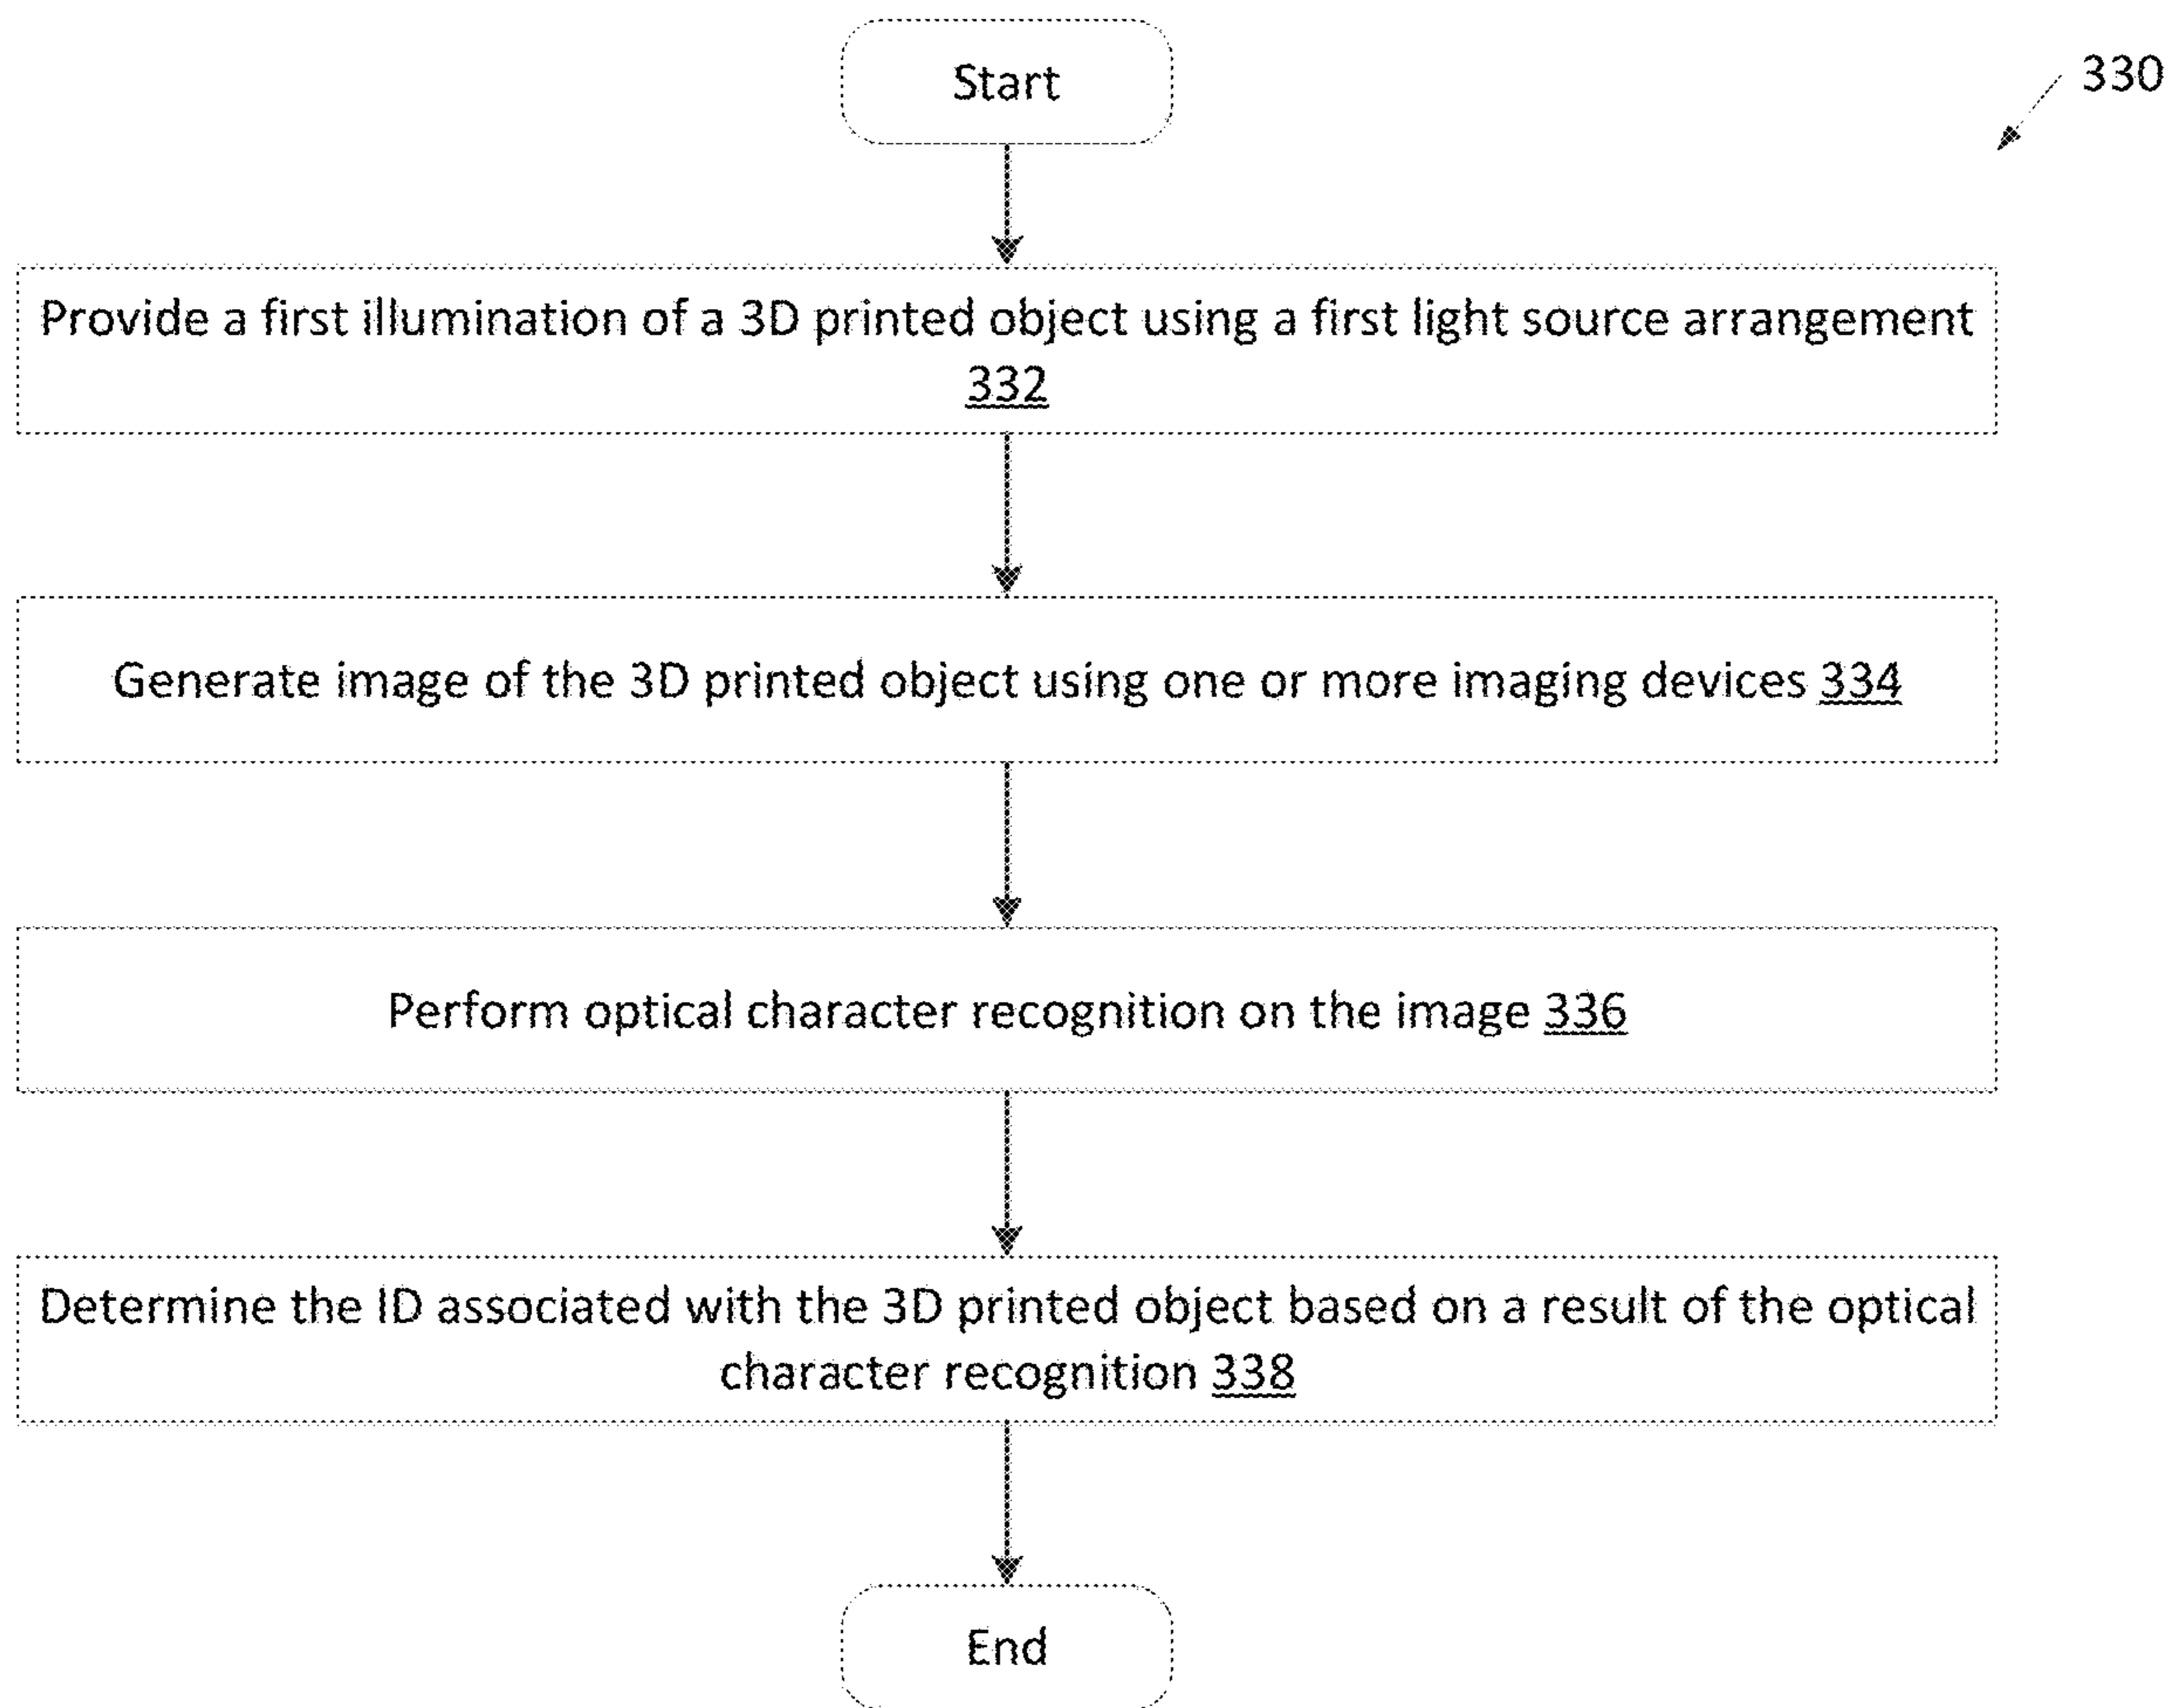 Start
330
Provide a first illumination of a 3D printed object using a first light source arrangement
332
Generate image of the 3D printed object using one or more imaging devices 334
Perform optical character recognition on the image 336
Determine the ID associated with the 3D printed object based on a result of the optical
character recognition 338
End